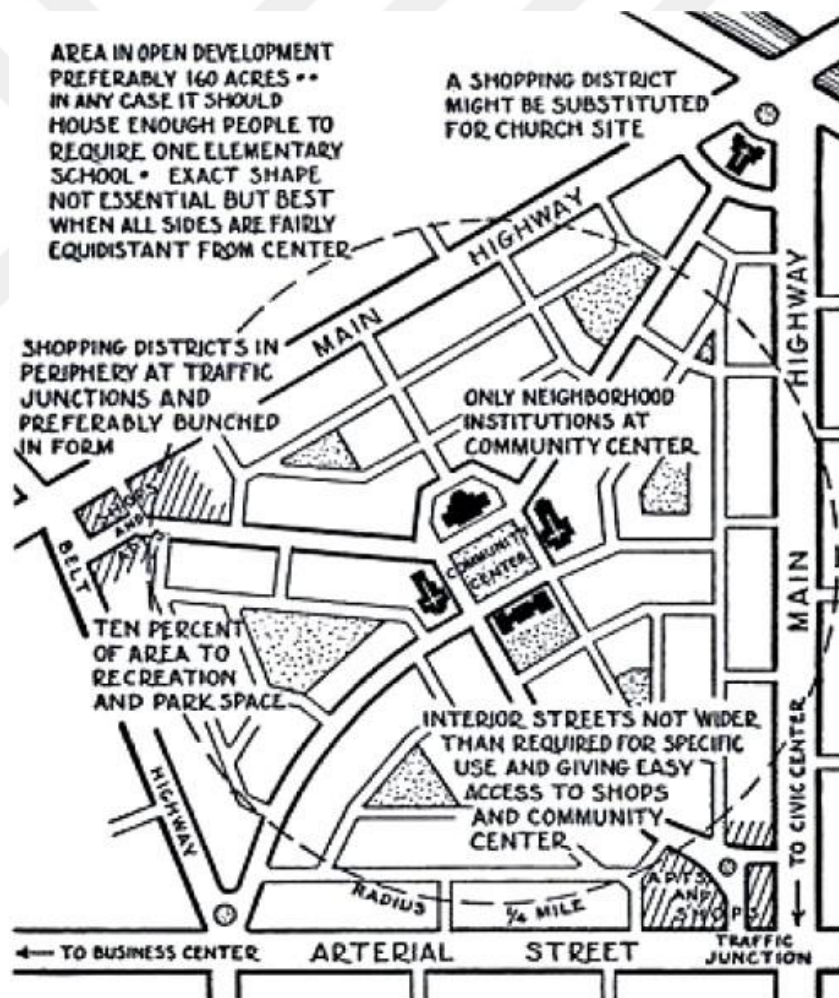 AREA IN OPEN DEVELOPMENT
PREFERABLY 160 ACRES ••
IN ANY CASE IT SHOULD
HOUSE ENOUGH PEOPLE TO
REQUIRE ONE ELEMENTARY
SCHOOL • EXACT SHAPE
NOT ESSENTIAL BUT BEST
WHEN ALL SIDES ARE FAIRLY
EQUIDISTANT FROM CENTER
A SHOPPING DISTRICT
MIGHT BE SUBSTITUTED
FOR CHURCH SITE
MAIN HIGHWAY
HIGHWAY
MAIN
SHOPPING DISTRICTS IN
PERIPHERY AT TRAFFIC
JUNCTIONS AND
PREFERABLY BUNCHED
IN FORM
ONLY NEIGHBORHOOD
INSTITUTIONS AT
COMMUNITY CENTER
SHOPS
AND
BELT
COMMUNITY
CENTER
TEN PERCENT
OF AREA TO
RECREATION
AND PARK SPACE
INTERIOR STREETS NOT WIDER
THAN REQUIRED FOR SPECIFIC
USE AND GIVING EASY
ACCESS TO SHOPS
AND COMMUNITY
CENTER
HIGHWAY
TO CIVIC CENTER
APTS
AND
SHOPS
RADIUS ¼ MILE
TO BUSINESS CENTER
ARTERIAL STREET
TRAFFIC
JUNCTION